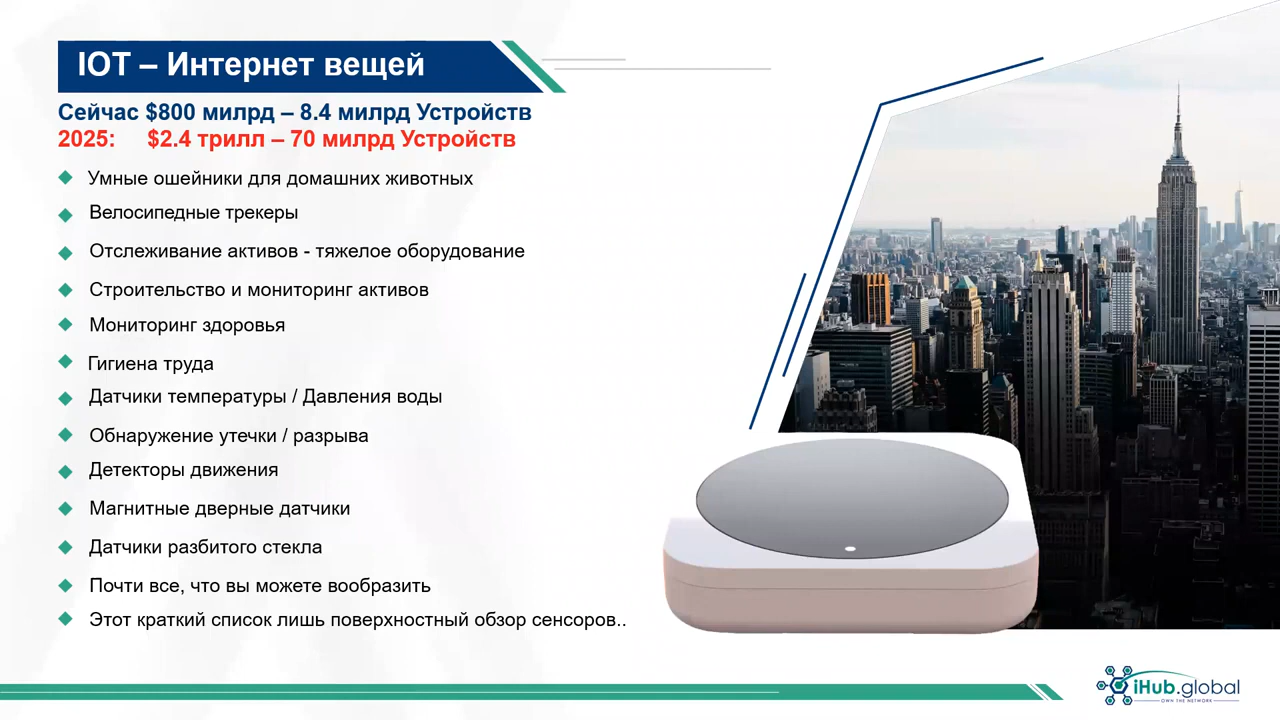 IOT – Интернет вещей
Сейчас $800 милрд – 8.4 милрд Устройств
2025: $2.4 трилл – 70 милрд Устройств
Умные ошейники для домашних животных
Велосипедные трекеры
Отслеживание активов - тяжелое оборудование
Строительство и мониторинг активов
Мониторинг здоровья
Гигиена труда
Датчики температуры / Давления воды
Обнаружение утечки / разрыва
Детекторы движения
Магнитные дверные датчики
Датчики разбитого стекла
Почти все, что вы можете вообразить
Этот краткий список лишь поверхностный обзор сенсоров..
iHub.global
OWN THE NETWORK